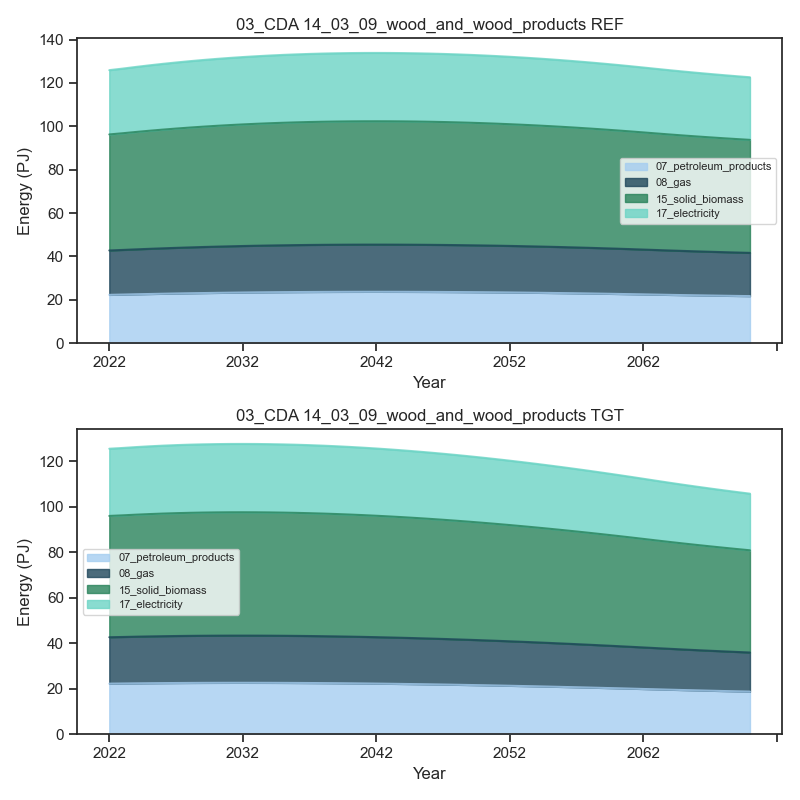 03_CDA 14_03_09_wood_and_wood_products REF
140
120
100
80
60
40
20
0
Energy (PJ)
07_petroleum_products
08_gas
15_solid_biomass
17_electricity
2022 2032 2042 2052 2062
Year
03_CDA 14_03_09_wood_and_wood_products TGT
120
100
80
60
40
20
0
Energy (PJ)
07_petroleum_products
08_gas
15_solid_biomass
17_electricity
2022 2032 2042 2052 2062
Year